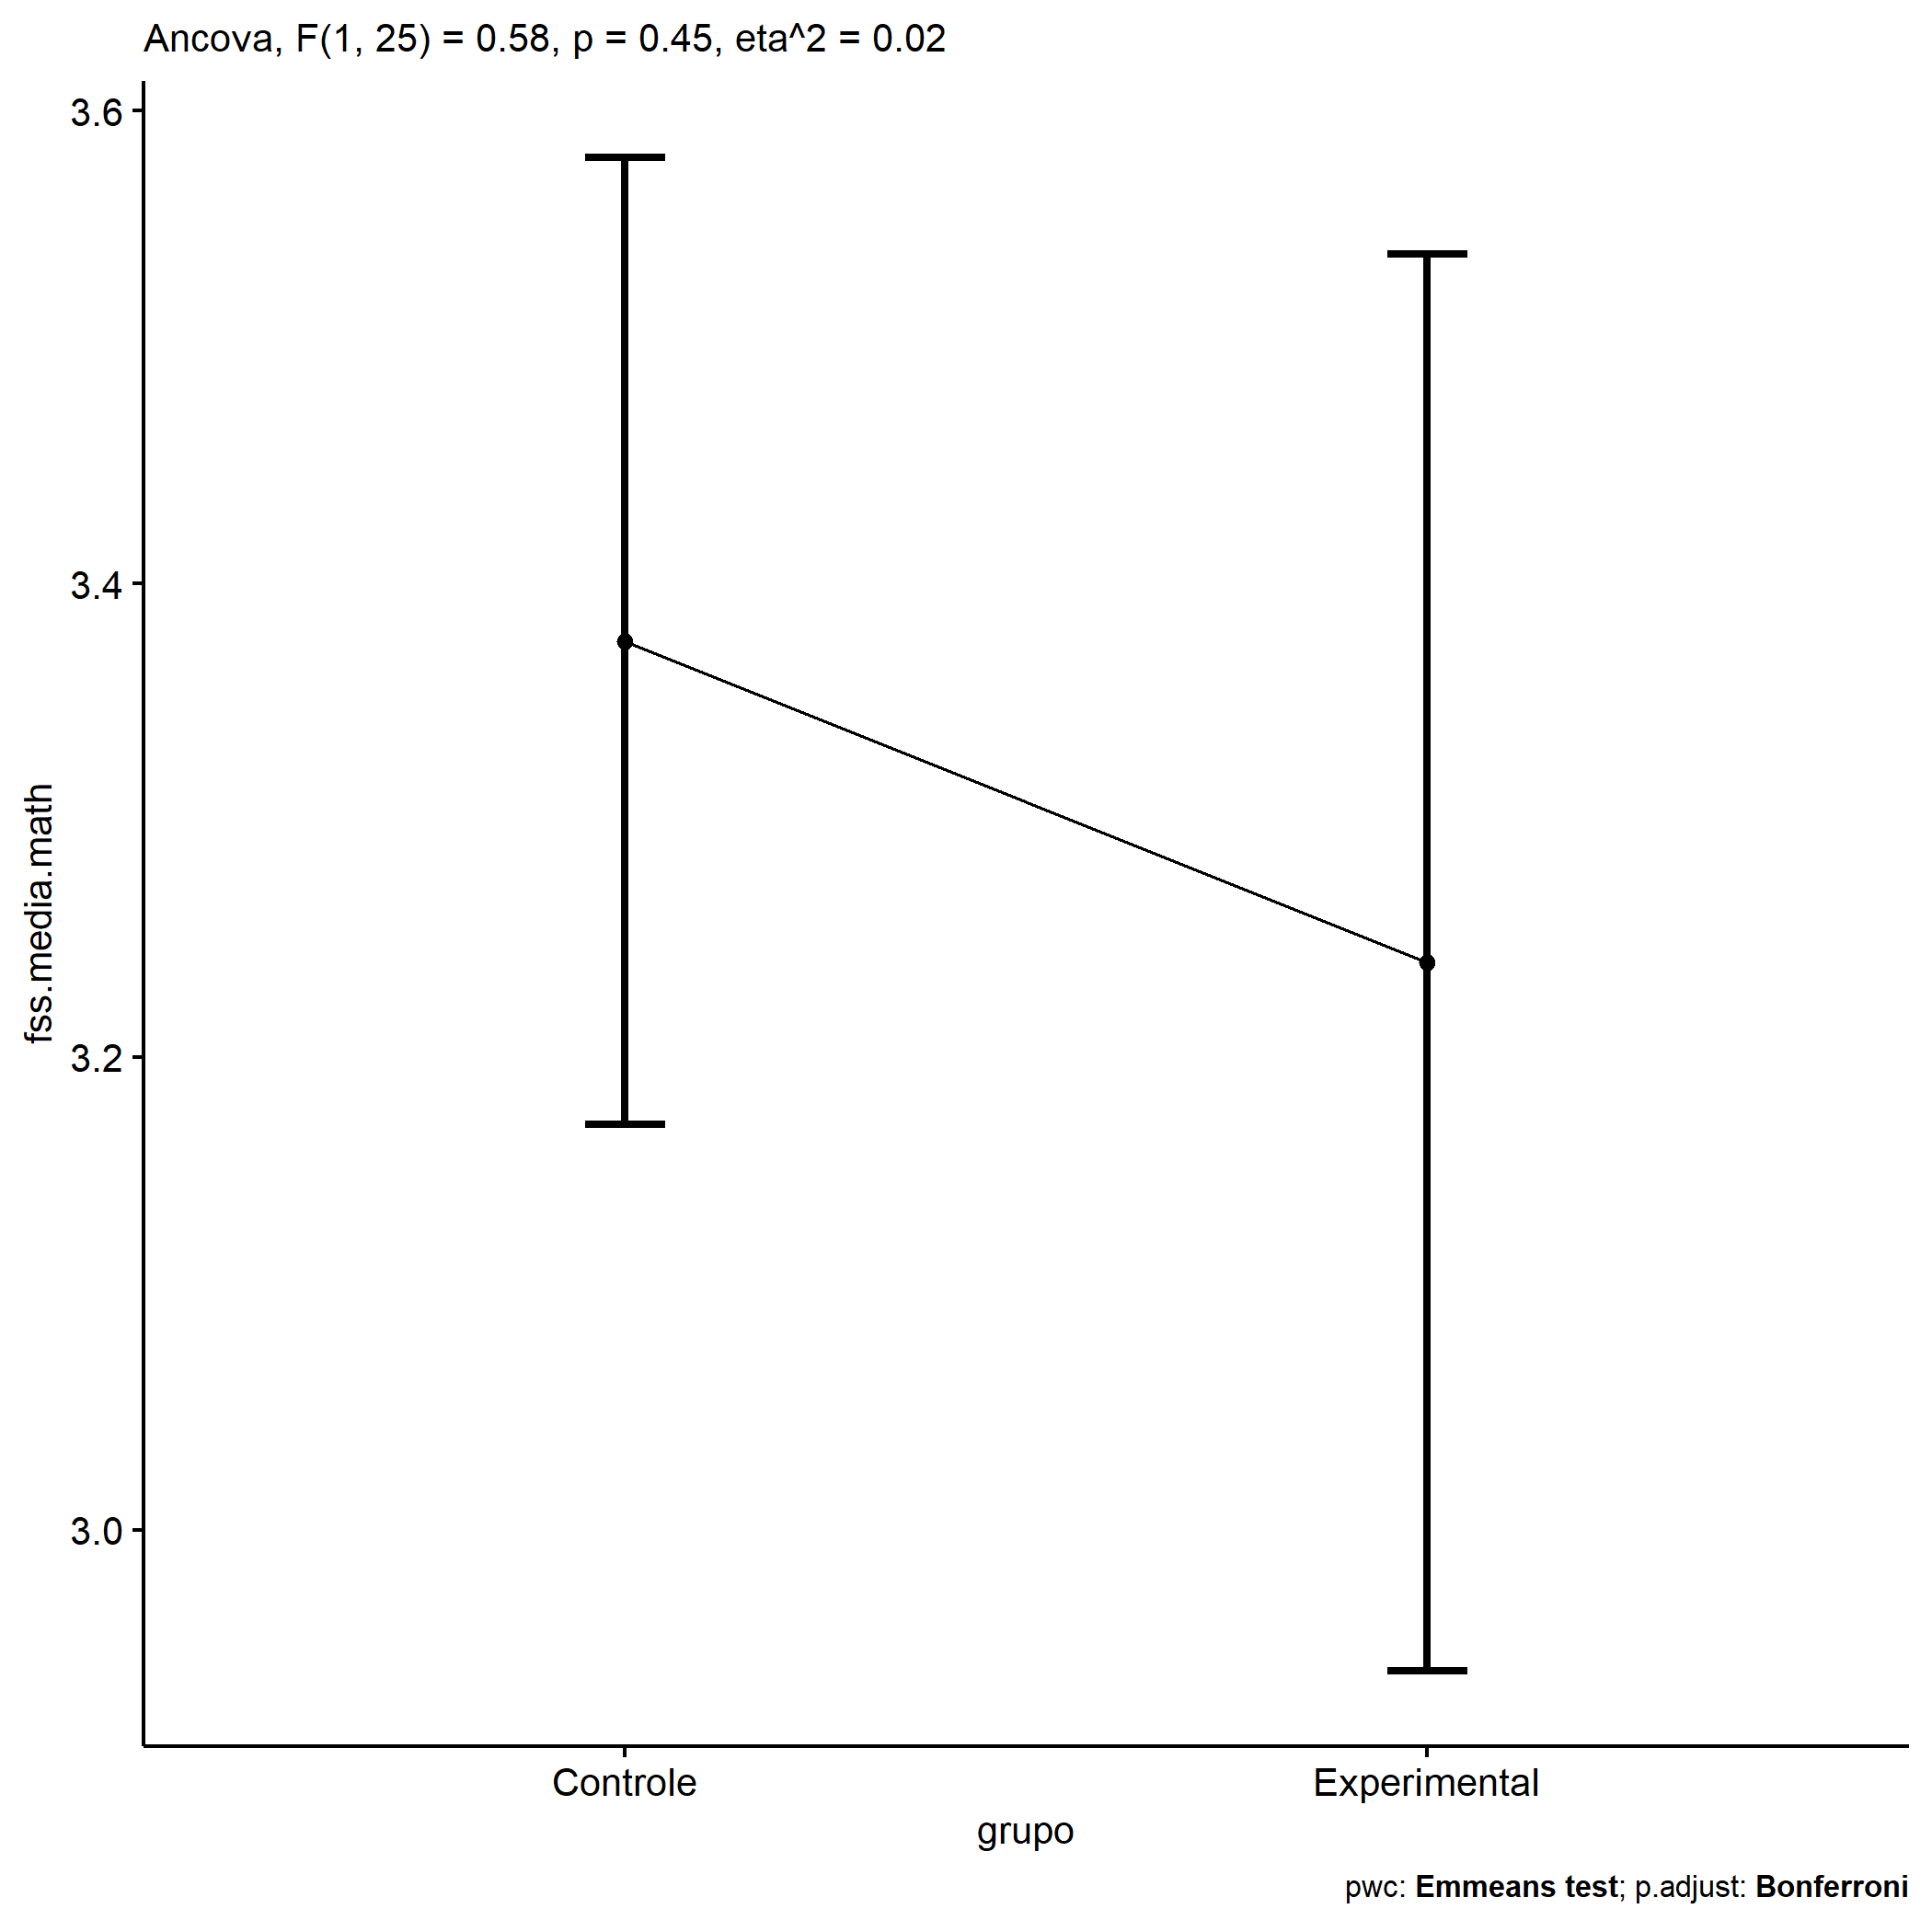 Ancova, F(1, 25) = 0.58, p = 0.45, eta^2 = 0.02
3.6
3.4
3.2
3.0
fss.media.math
Controle
Experimental
grupo
pwc: Emmeans test; p.adjust: Bonferroni